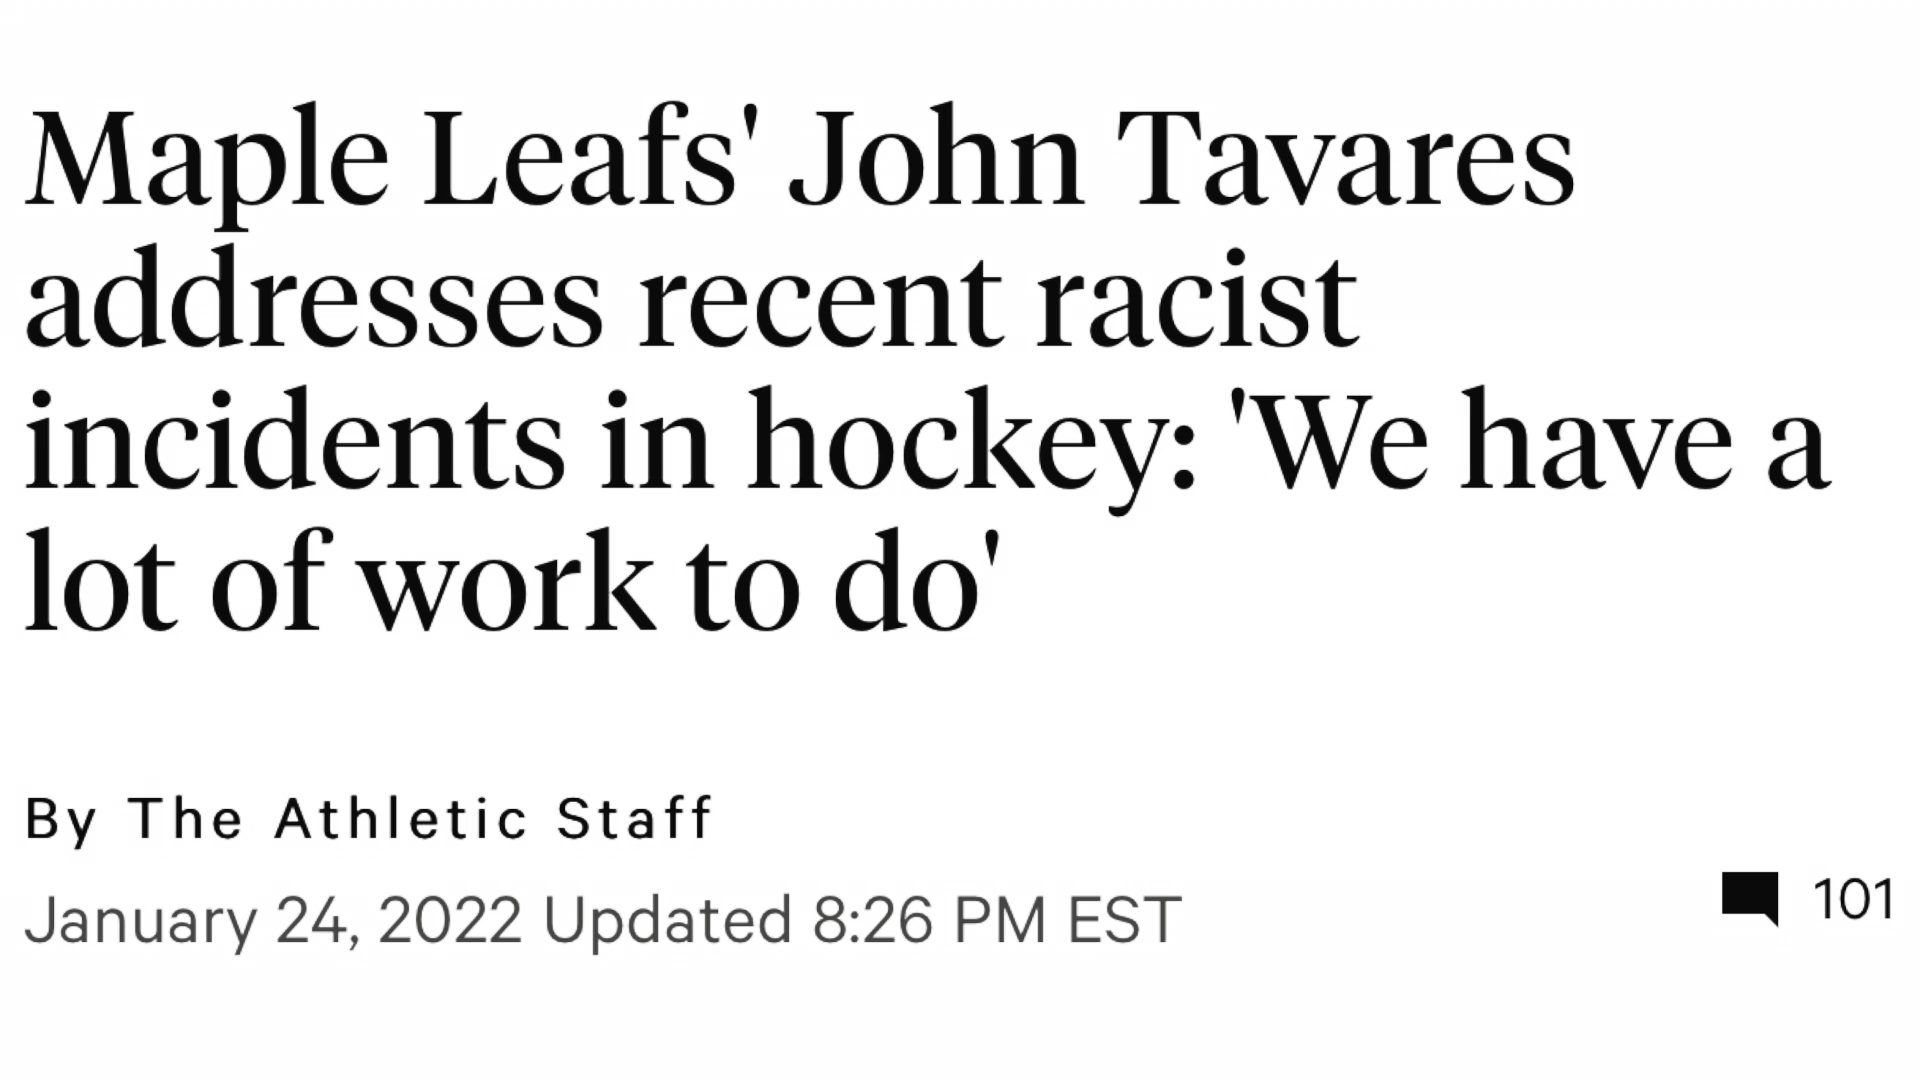 Maple Leafs' John Tavares
addresses recent racist
incidents in hockey: 'We have a
lot of work to do'
By The Athletic Staff
January 24, 2022 Updated 8:26 PM EST
101